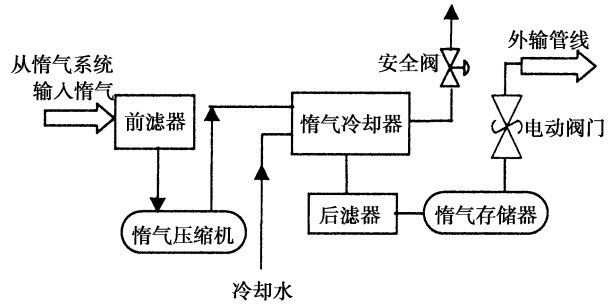 外输管线
安全阀
从惰气系统
输入惰气
前滤器
惰气冷却器
电动阀门
后滤器
惰气存储器
惰气压缩机
冷却水